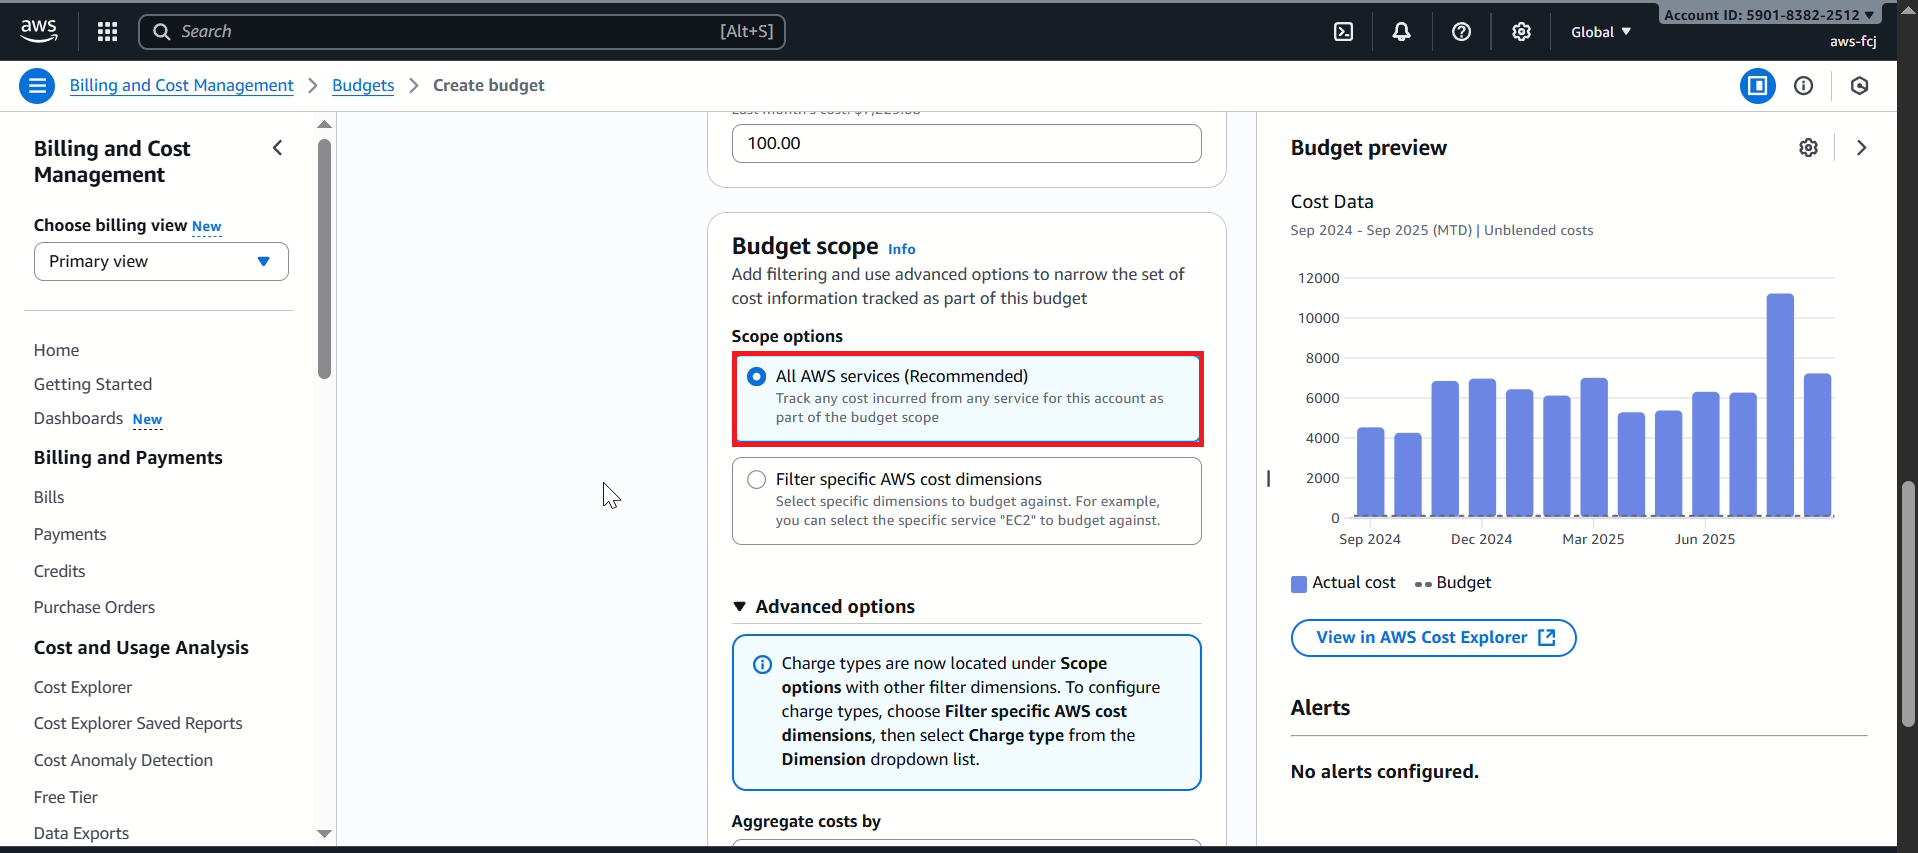 aws
Search
[Alt+S]
Global
Account ID: 5901-8382-2512
aws-fcj
Billing and Cost Management
Budgets
Create budget
Billing and Cost
Management
Choose billing view New
Primary view
Home
Getting Started
Dashboards New
Billing and Payments
Bills
Payments
Credits
Purchase Orders
Cost and Usage Analysis
Cost Explorer
Cost Explorer Saved Reports
Cost Anomaly Detection
Free Tier
Data Exports
100.00
Budget scope Info
Add filtering and use advanced options to narrow the set of
cost information tracked as part of this budget
Scope options
All AWS services (Recommended)
Track any cost incurred from any service for this account as
part of the budget scope
Filter specific AWS cost dimensions
Select specific dimensions to budget against. For example,
you can select the specific service "EC2" to budget against.
Advanced options
Charge types are now located under Scope
options with other filter dimensions. To configure
charge types, choose Filter specific AWS cost
dimensions, then select Charge type from the
Dimension dropdown list.
Aggregate costs by
Budget preview
Cost Data
Sep 2024 - Sep 2025 (MTD) | Unblended costs
12000
10000
8000
6000
4000
2000
0
Sep 2024
Dec 2024
Mar 2025
Jun 2025
Actual cost
Budget
View in AWS Cost Explorer
Alerts
No alerts configured.